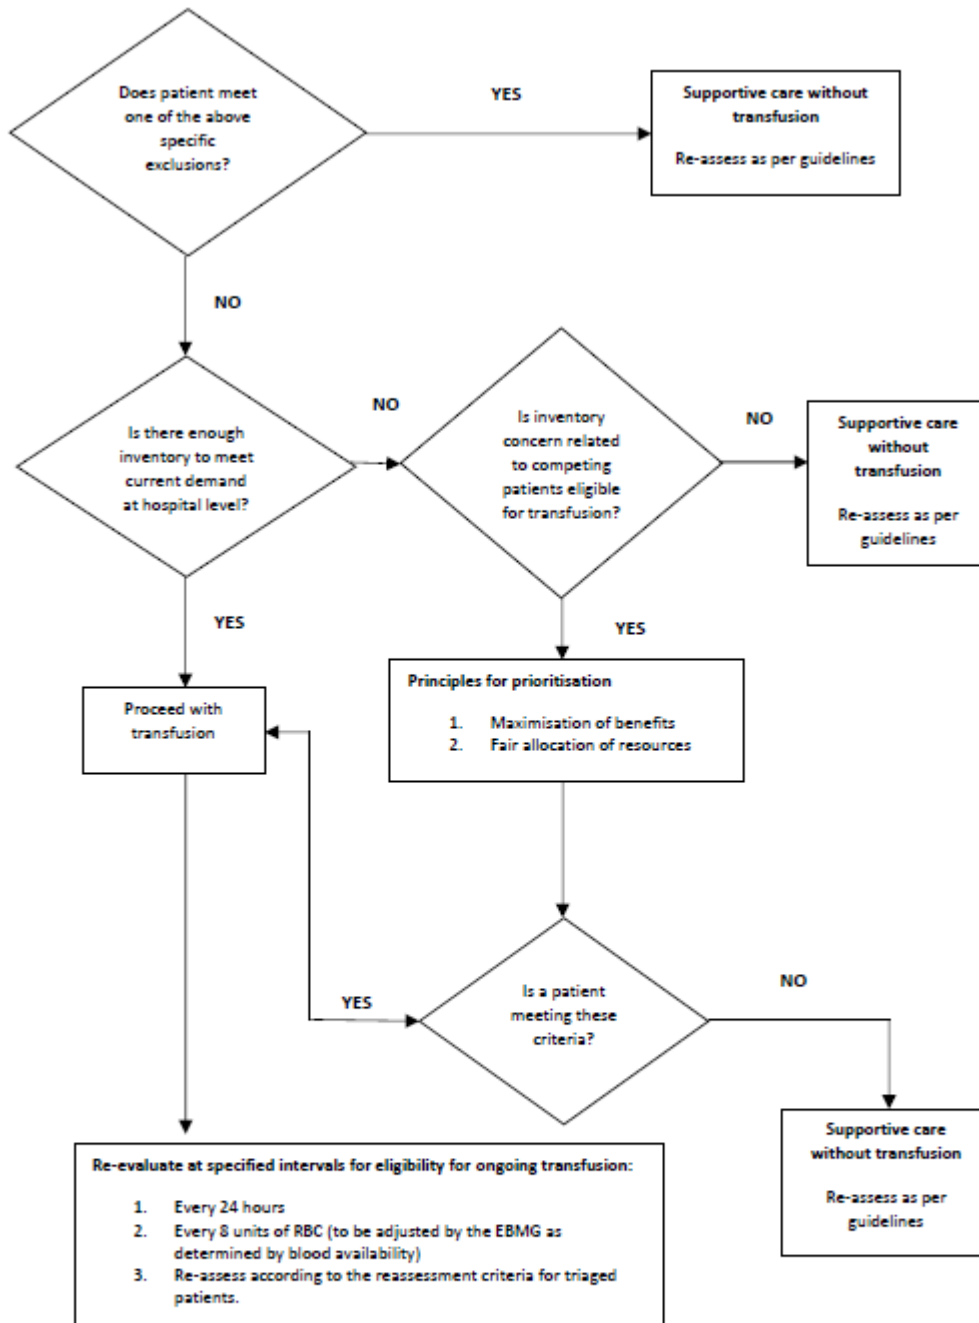 Does patient meet
one of the above
specific
exclusions?
YES
Supportive care without
transfusion
Re-assess as per guidelines
NO
Is there enough
inventory to meet
current demand
at hospital level?
NO
Is inventory
concern related
to competing
patients eligible
for transfusion?
NO
Supportive care
without
transfusion
Re-assess as per
guidelines
YES
YES
Proceed with
transfusion
Principles for prioritisation
1. Maximisation of benefits
2. Fair allocation of resources
YES
Is a patient
meeting these
criteria?
NO
Supportive care
without transfusion
Re-assess as per
guidelines
Re-evaluate at specified intervals for eligibility for ongoing transfusion:
1. Every 24 hours
2. Every 8 units of RBC (to be adjusted by the EBMG as
determined by blood availability)
3. Re-assess according to the reassessment criteria for triaged
patients.